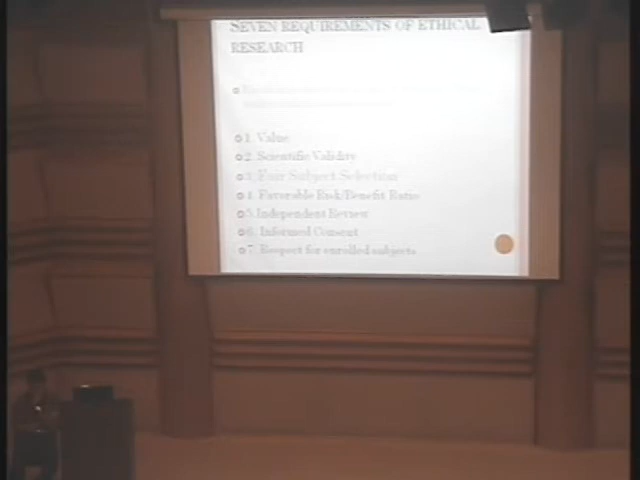 SEVEN REQUIREMENTS OF ETHICAL
RESEARCH
1. Value
2. Scientific Validity
3. Fair Subject Selection
4. Favorable Risk/Benefit Ratio
5. Independent Review
6. Informed Consent
7. Respect for enrolled subjects